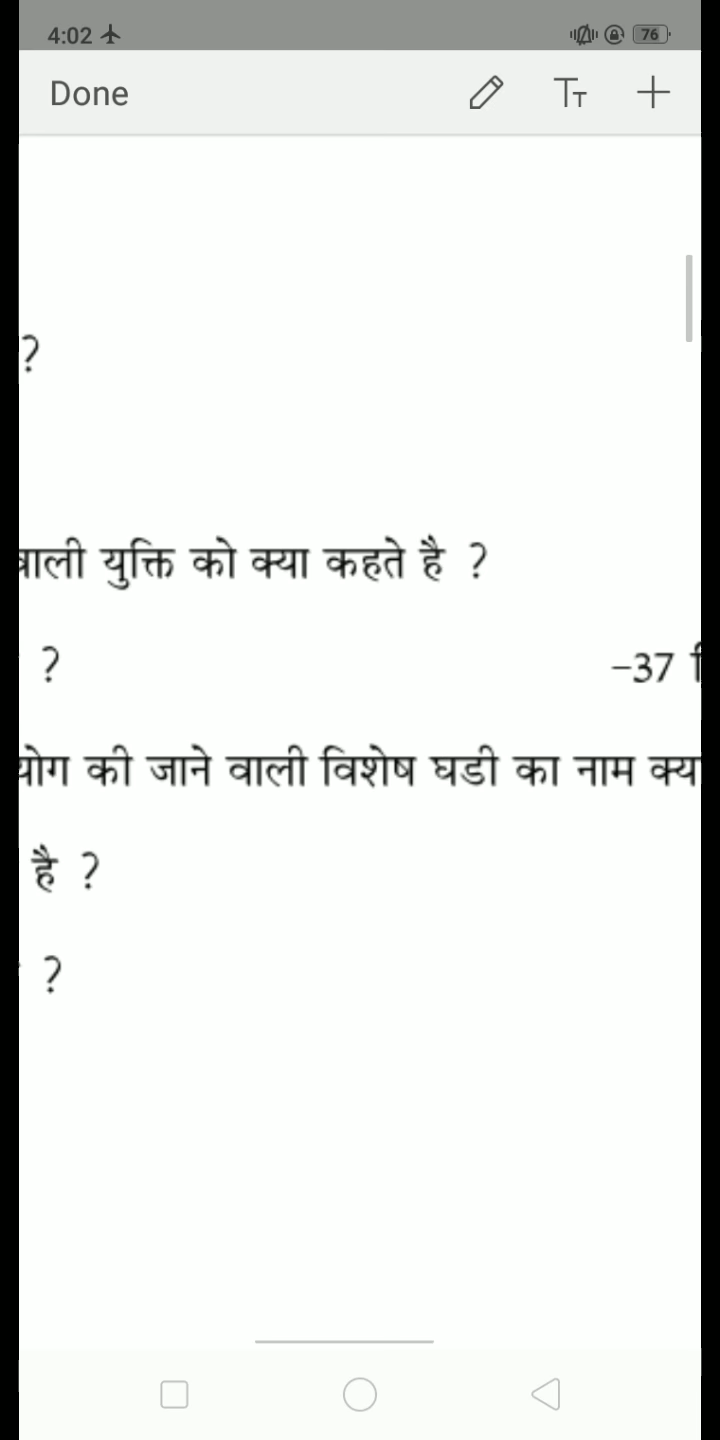 4:02
76
Done
?
वाली युक्ति को क्या कहते है ?
? -37
की जाने वाली विशेष घडी का नाम
है ?
?